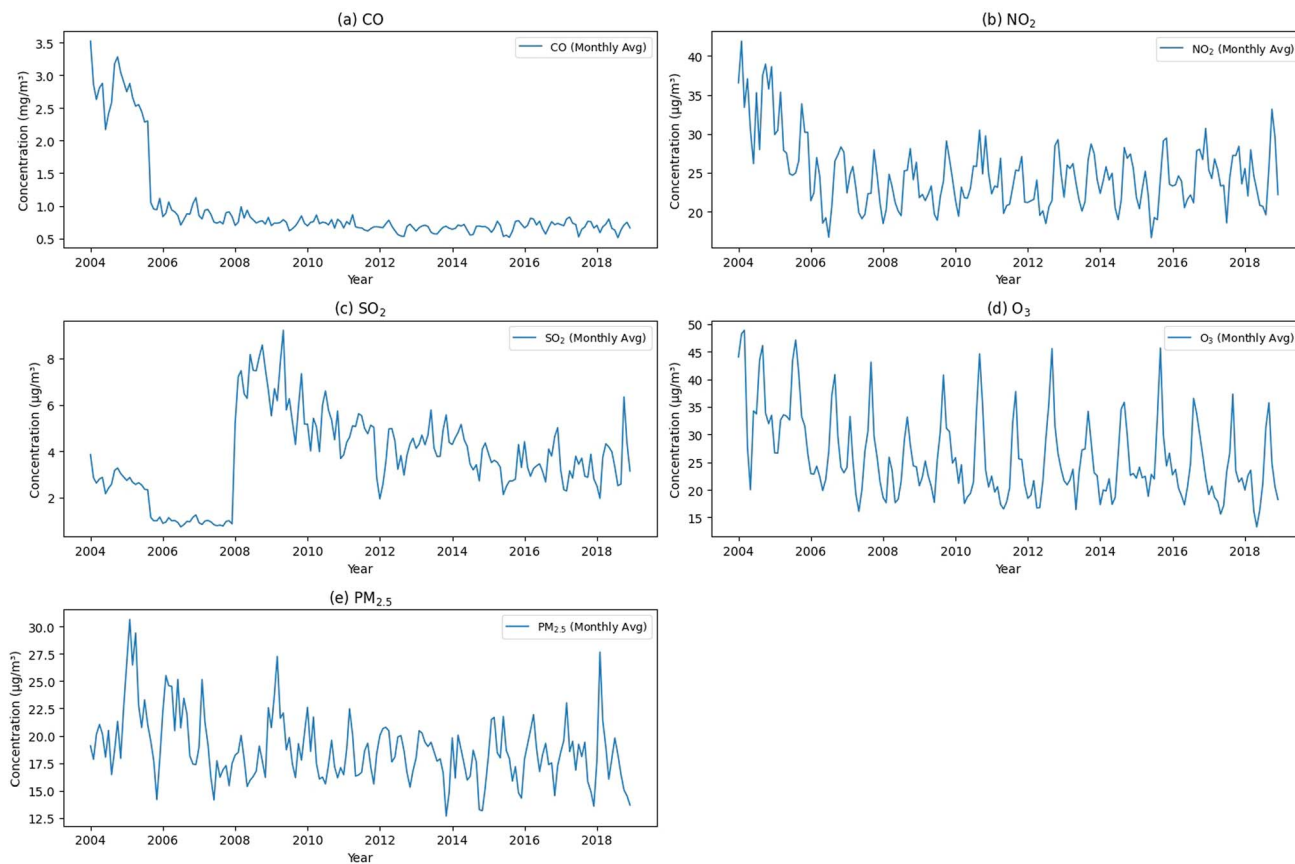 (a) CO
CO (Monthly Avg)
Concentration (mg/m³)
3.5
3.0
2.5
2.0
1.5
1.0
0.5
2004 2006 2008 2010 2012 2014 2016 2018
Year
(b) NO₂
NO₂ (Monthly Avg)
Concentration (µg/m³)
40
35
30
25
20
2004 2006 2008 2010 2012 2014 2016 2018
Year
(c) SO₂
SO₂ (Monthly Avg)
Concentration (µg/m³)
8
6
4
2
2004 2006 2008 2010 2012 2014 2016 2018
Year
(d) O₃
O₃ (Monthly Avg)
Concentration (µg/m³)
50
45
40
35
30
25
20
15
2004 2006 2008 2010 2012 2014 2016 2018
Year
(e) PM₂.₅
PM₂.₅ (Monthly Avg)
Concentration (µg/m³)
30.0
27.5
25.0
22.5
20.0
17.5
15.0
12.5
2004 2006 2008 2010 2012 2014 2016 2018
Year